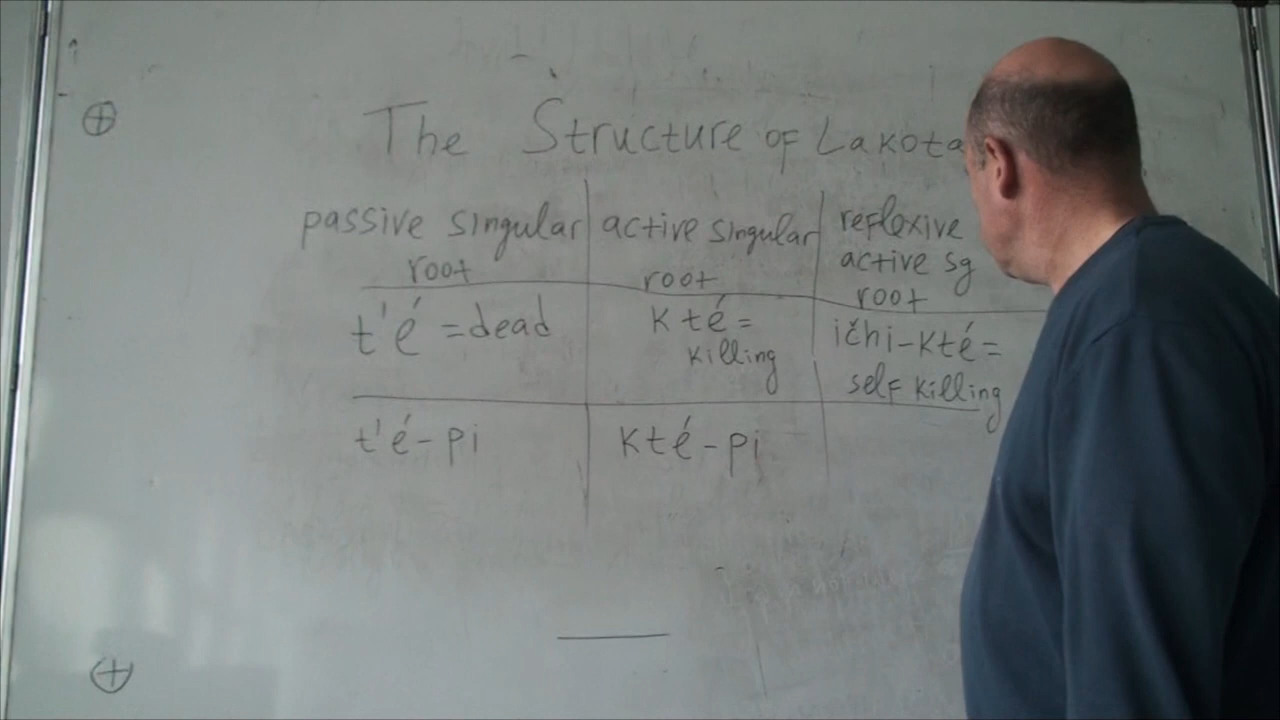 The Structure of Lakota
passive singular root
active singular root
reflexive active sg root
t'é = dead
kté = killing
ičhi-kté = self killing
t'é-pi
kté-pi